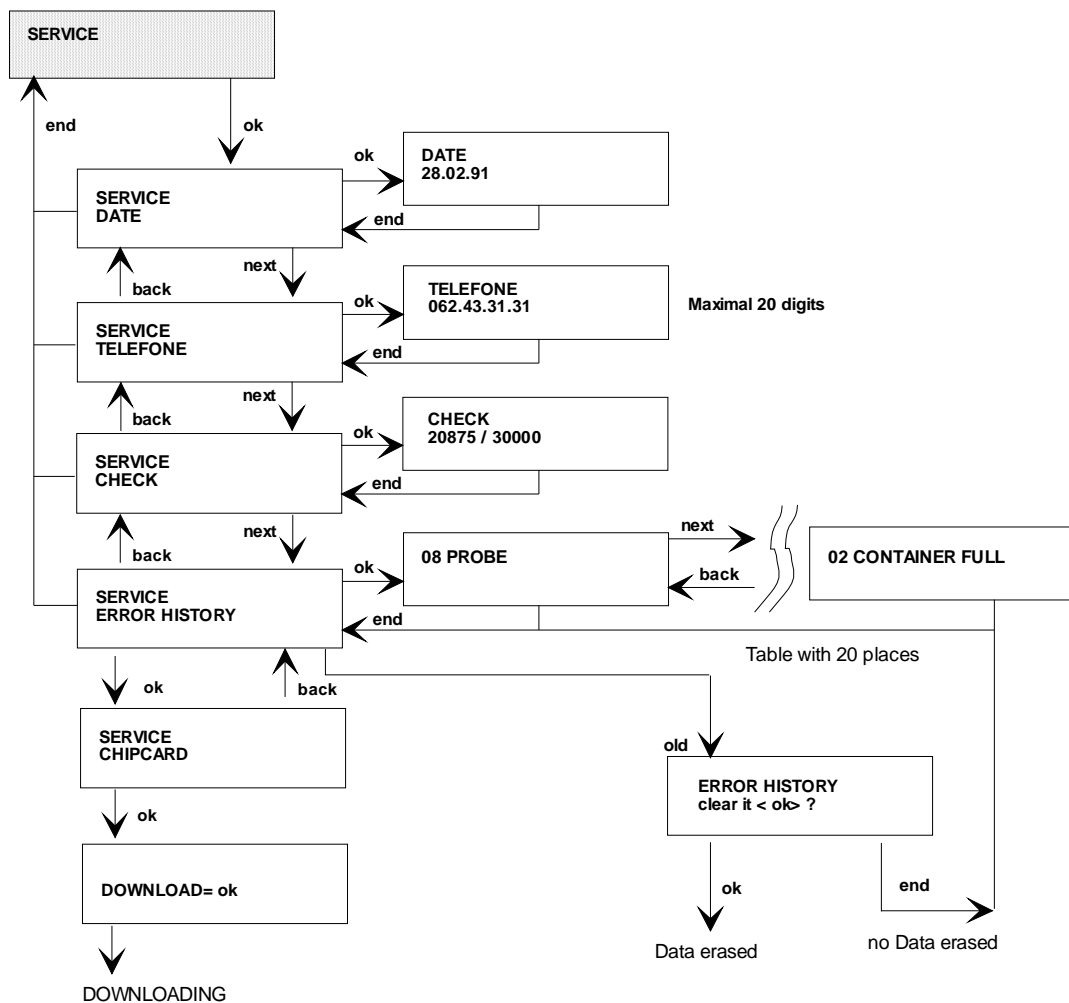 SERVICE
end
ok
ok
DATE
28.02.91
SERVICE
DATE
end
back
next
ok
TELEFONE
062.43.31.31
Maximal 20 digits
SERVICE
TELEFONE
end
back
next
ok
CHECK
20875 / 30000
SERVICE
CHECK
end
back
next
ok
08 PROBE
next
back
02 CONTAINER FULL
SERVICE
ERROR HISTORY
end
Table with 20 places
ok
back
SERVICE
CHIPCARD
old
ERROR HISTORY
clear it < ok> ?
ok
DOWNLOAD= ok
ok
end
Data erased
no Data erased
DOWNLOADING